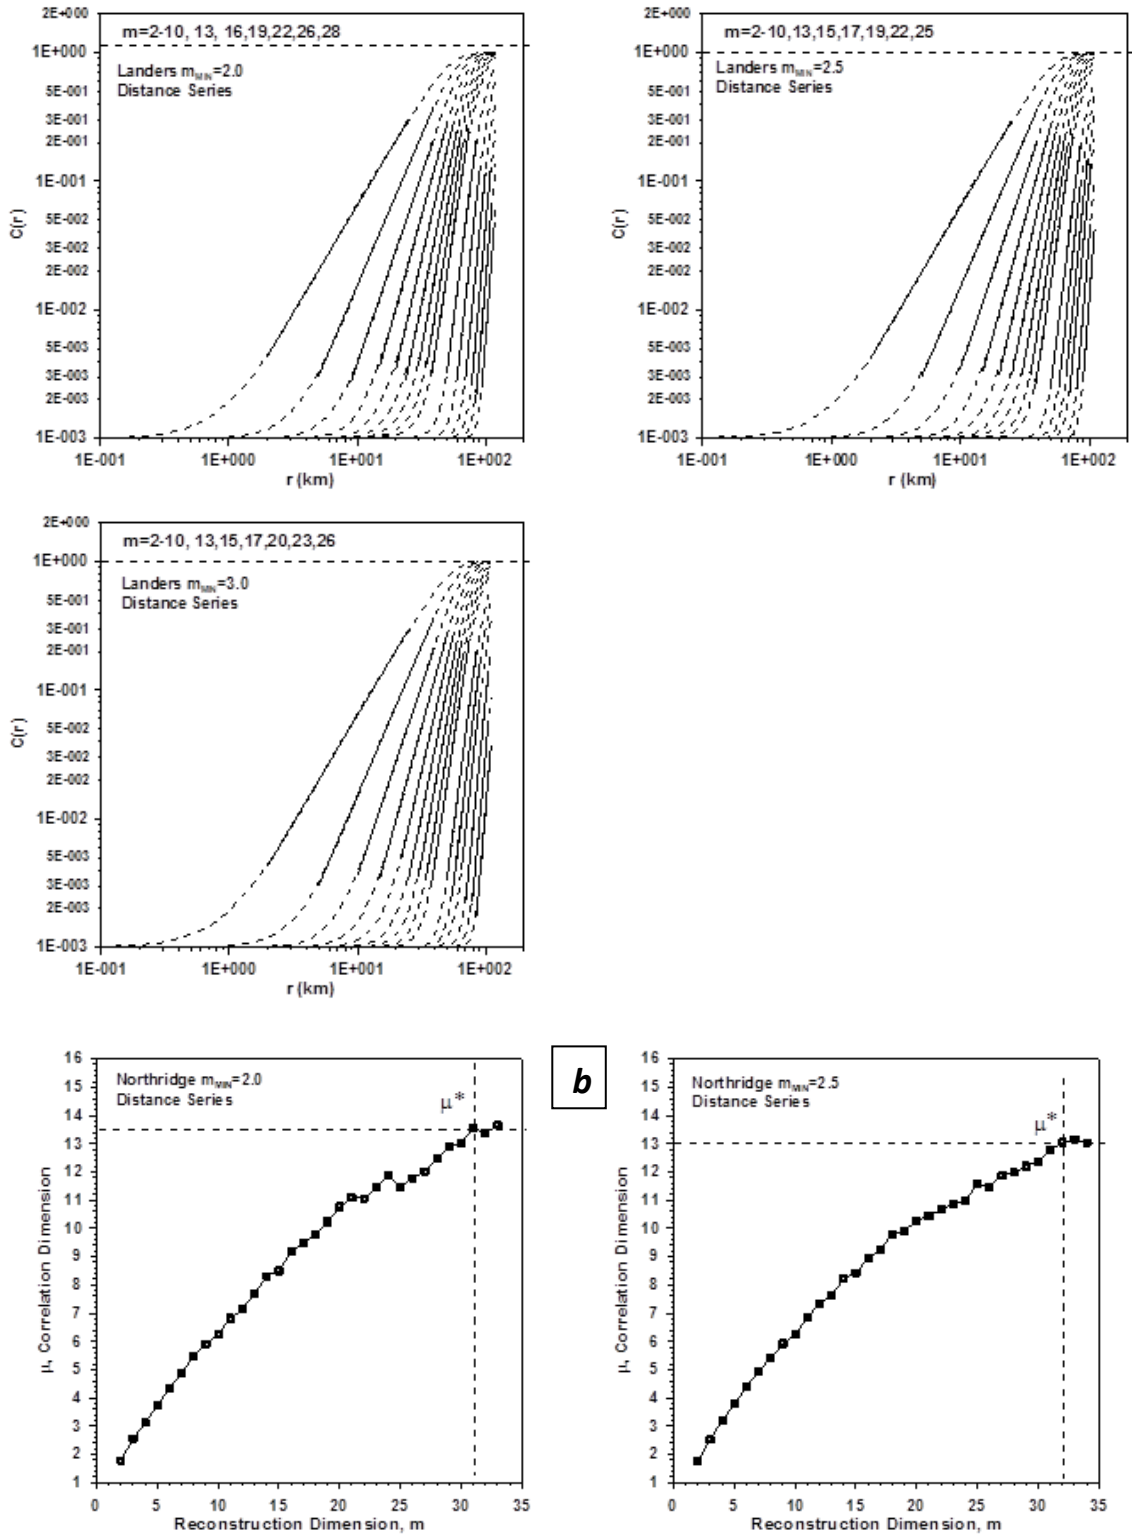 2E+000
1E+000
5E-001
3E-001
2E-001
1E-001
5E-002
3E-002
2E-002
1E-002
5E-003
3E-003
2E-003
1E-003
C(r)
m=2-10, 13, 16,19,22,26,28
Landers mMIN=2.0
Distance Series
1E-001 1E+000 1E+001 1E+002
r (km)
2E+000
1E+000
5E-001
3E-001
2E-001
1E-001
5E-002
3E-002
2E-002
1E-002
5E-003
3E-003
2E-003
1E-003
C(r)
m=2-10,13,15,17,19,22,25
Landers mMIN=2.5
Distance Series
1E-001 1E+000 1E+001 1E+002
r (km)
2E+000
1E+000
5E-001
3E-001
2E-001
1E-001
5E-002
3E-002
2E-002
1E-002
5E-003
3E-003
2E-003
1E-003
C(r)
m=2-10, 13,15,17,20,23,26
Landers mMIN=3.0
Distance Series
1E-001 1E+000 1E+001 1E+002
r (km)
b
16
15
14
13
12
11
10
9
8
7
6
5
4
3
2
1
μ, Correlation Dimension
Northridge mMIN=2.0
Distance Series
μ*
0 5 10 15 20 25 30 35
Reconstruction Dimension, m
16
15
14
13
12
11
10
9
8
7
6
5
4
3
2
1
μ, Correlation Dimension
Northridge mMIN=2.5
Distance Series
μ*
0 5 10 15 20 25 30 35
Reconstruction Dimension, m